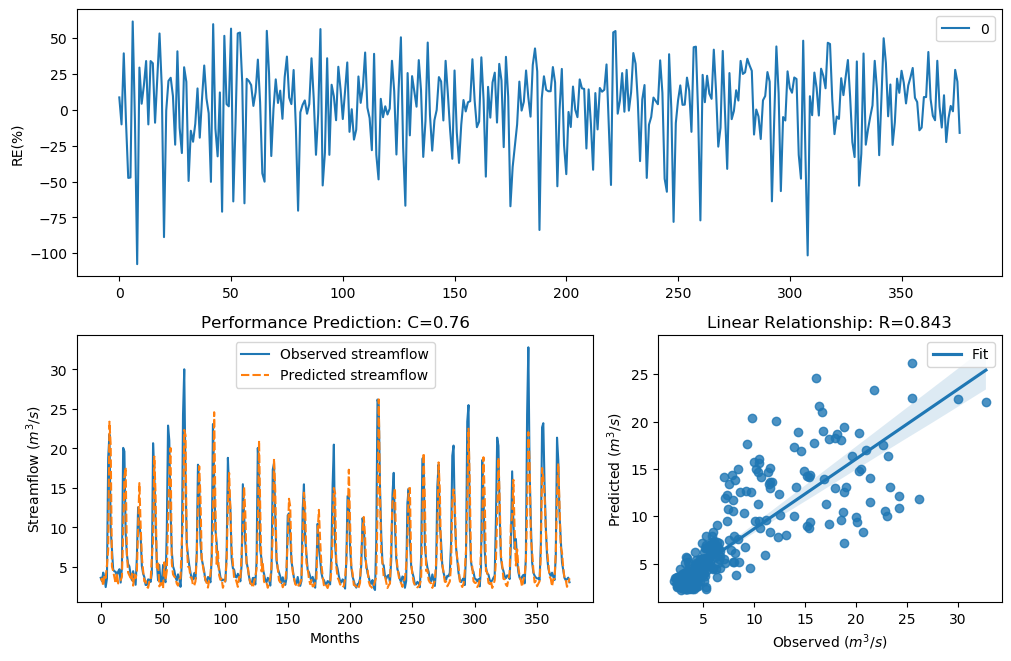 50
25
0
−25
−50
−75
−100
RE(%)
0
0 50 100 150 200 250 300 350
Performance Prediction: C=0.76
Observed streamflow
Predicted streamflow
30
25
20
15
10
5
Streamflow (m³/s)
0 50 100 150 200 250 300 350
Months
Linear Relationship: R=0.843
Fit
25
20
15
10
5
Predicted (m³/s)
5 10 15 20 25 30
Observed (m³/s)